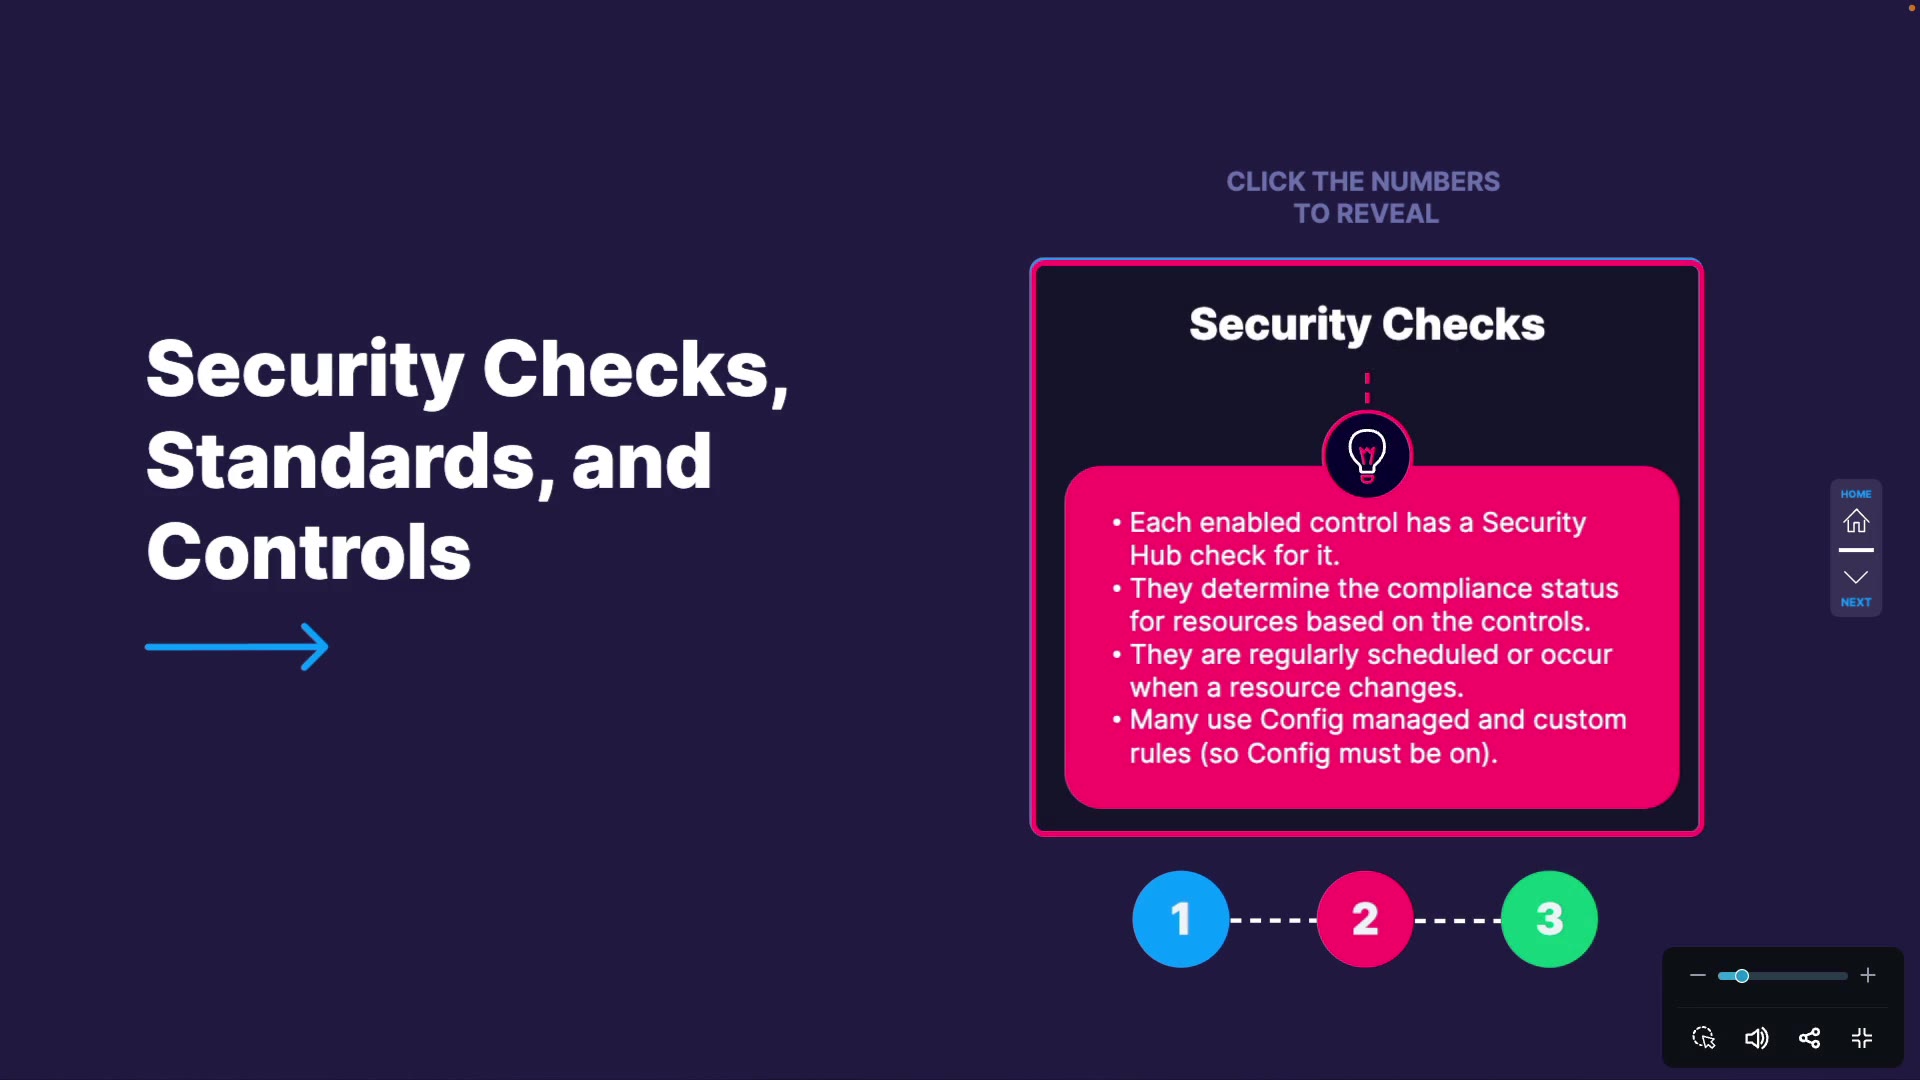 CLICK THE NUMBERS
TO REVEAL
Security Checks,
Standards, and
Controls
Security Checks
• Each enabled control has a Security
Hub check for it.
• They determine the compliance status
for resources based on the controls.
• They are regularly scheduled or occur
when a resource changes.
• Many use Config managed and custom
rules (so Config must be on).
1
2
3
HOME
NEXT